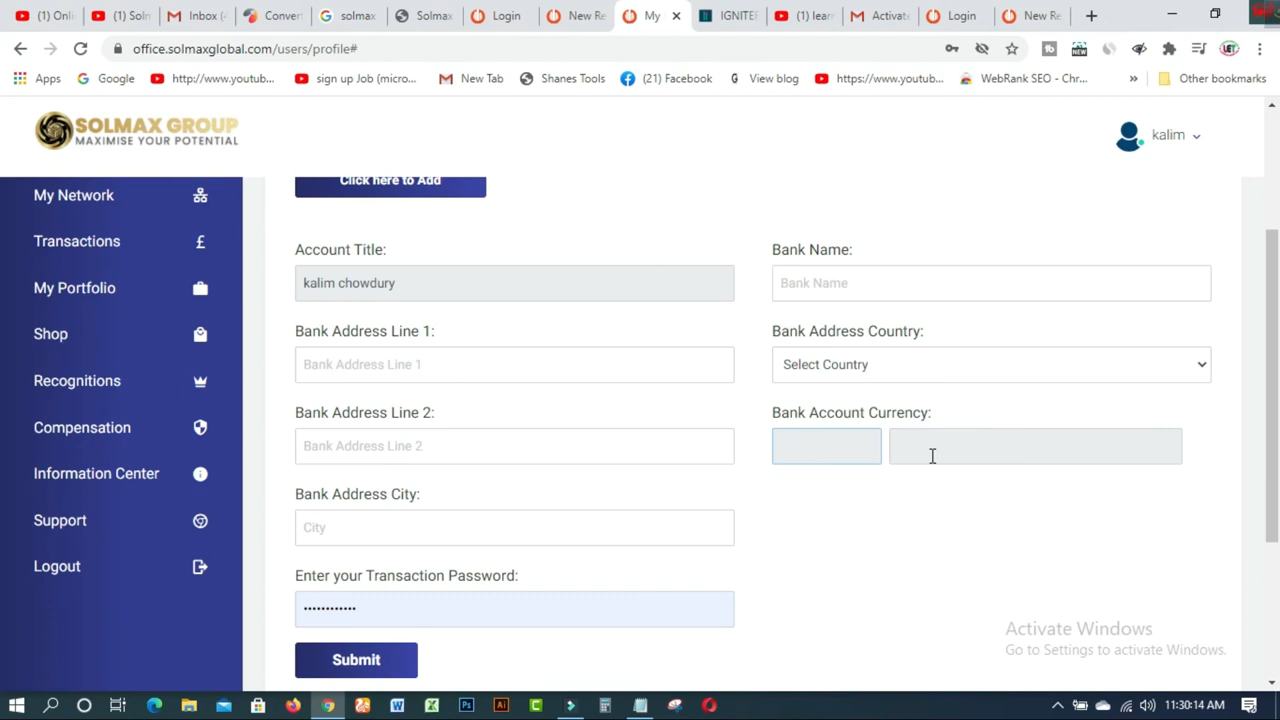 (1) Onli
(1) Soln
Inbox (4
Convert
solmax
Solmax
Login
New Re
My
IGNITE
(1) lear
Activate
Login
New Re
office.solmaxglobal.com/users/profile#
Apps
Google
http://www.youtub...
sign up Job (micro...
New Tab
Shanes Tools
(21) Facebook
View blog
https://www.youtub...
WebRank SEO - Chr...
»
Other bookmarks
SOLMAX GROUP
MAXIMISE YOUR POTENTIAL
kalim
My Network
Transactions
My Portfolio
Shop
Recognitions
Compensation
Information Center
Support
Logout
Click here to Add
Account Title:
kalim chowdury
Bank Name:
Bank Name
Bank Address Line 1:
Bank Address Line 1
Bank Address Country:
Select Country
Bank Address Line 2:
Bank Address Line 2
Bank Account Currency:
Bank Address City:
City
Enter your Transaction Password:
••••••••••••
Submit
Activate Windows
Go to Settings to activate Windows.
11:30:14 AM